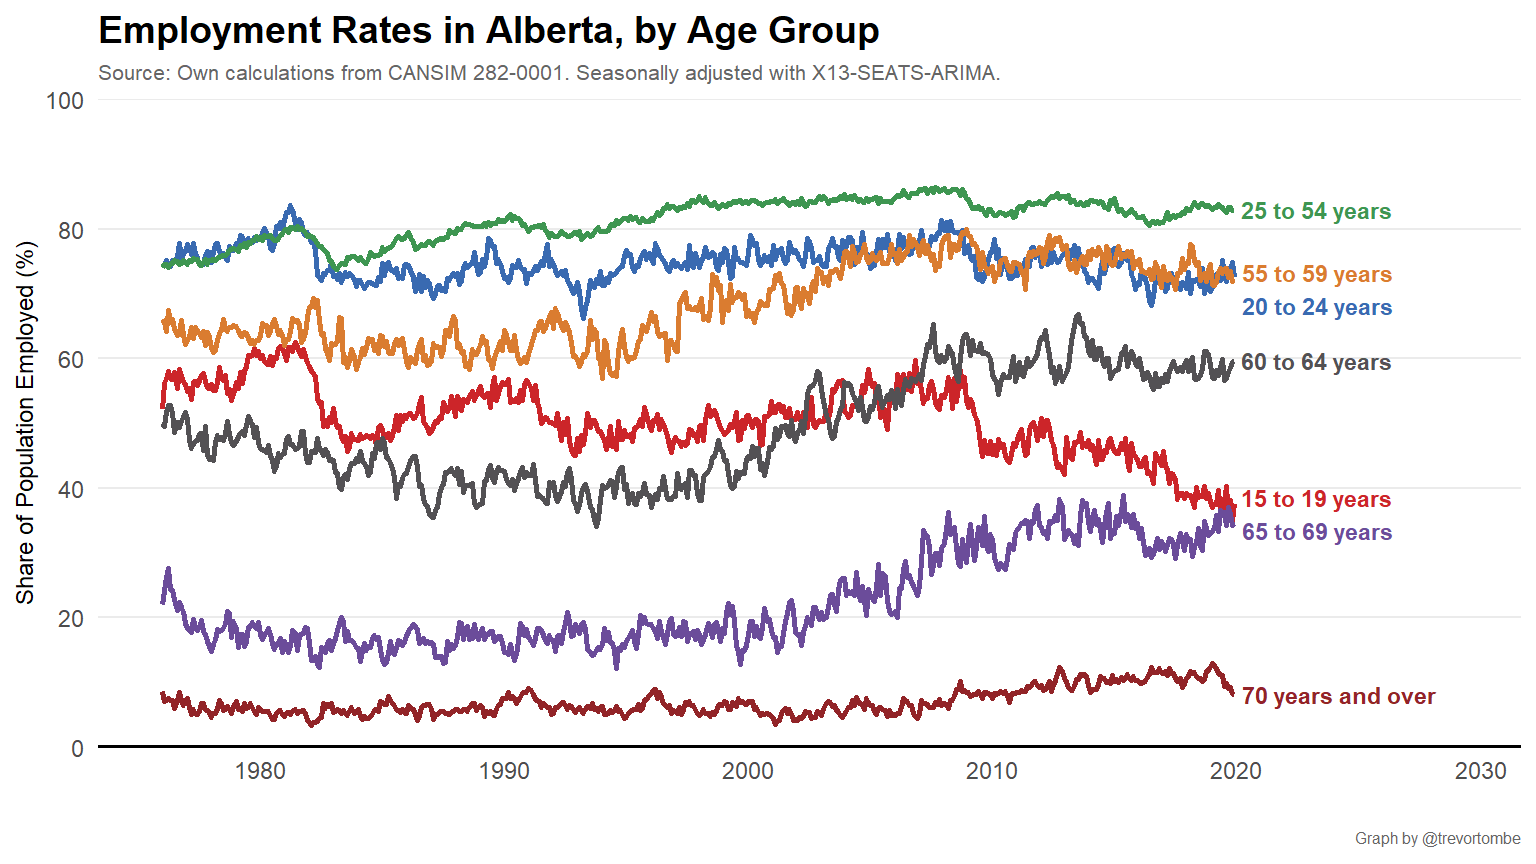 Employment Rates in Alberta, by Age Group
Source: Own calculations from CANSIM 282-0001. Seasonally adjusted with X13-SEATS-ARIMA.
Share of Population Employed (%)
100
80
60
40
20
0
25 to 54 years
55 to 59 years
20 to 24 years
60 to 64 years
15 to 19 years
65 to 69 years
70 years and over
1980 1990 2000 2010 2020 2030
Graph by @trevortombe